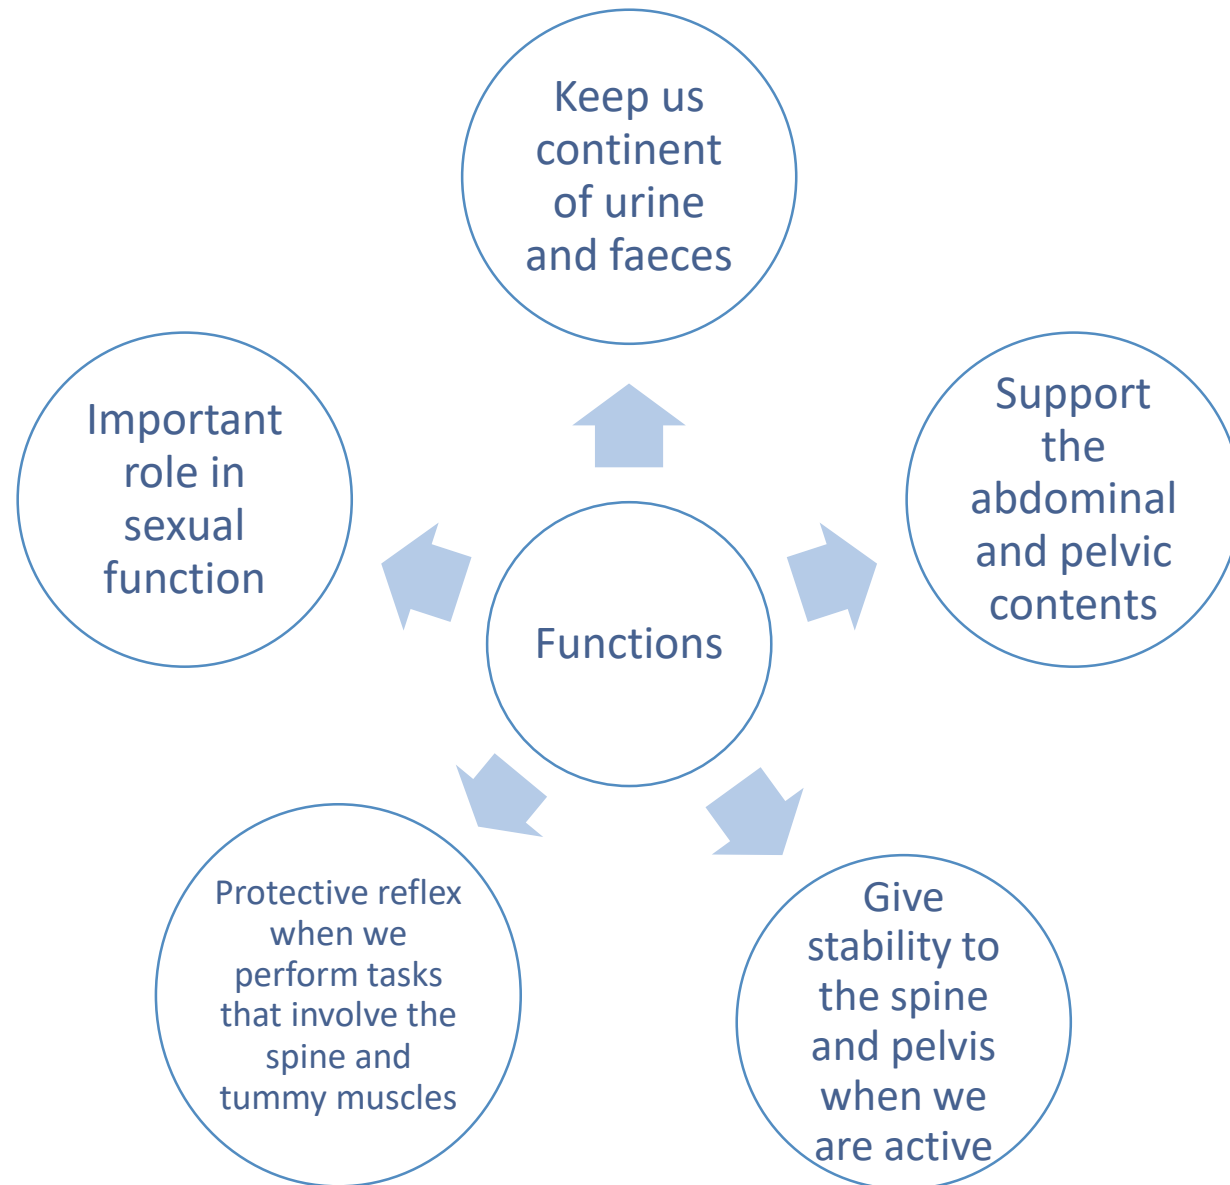 Keep us
continent
of urine
and faeces
Support
the
abdominal
and pelvic
contents
Give
stability to
the spine
and pelvis
when we
are active
Protective reflex
when we
perform tasks
that involve the
spine and
tummy muscles
Important
role in
sexual
function
Functions